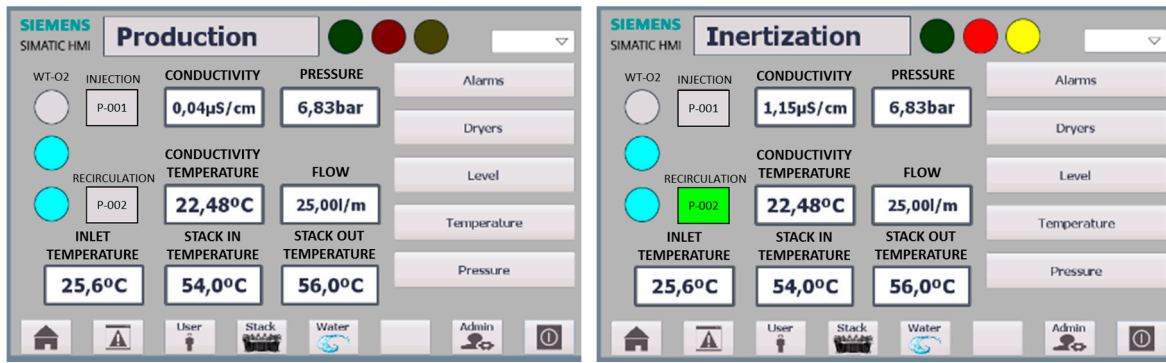 SIEMENS
SIMATIC HMI
Production
WT-O2
INJECTION
P-001
CONDUCTIVITY
0,04µS/cm
PRESSURE
6,83bar
Alarms
Dryers
CONDUCTIVITY
TEMPERATURE
22,48ºC
FLOW
25,00l/m
Level
RECIRCULATION
P-002
Temperature
INLET
TEMPERATURE
25,6ºC
STACK IN
TEMPERATURE
54,0ºC
STACK OUT
TEMPERATURE
56,0ºC
Pressure
User
Stack
Water
Admin
SIEMENS
SIMATIC HMI
Inertization
WT-O2
INJECTION
P-001
CONDUCTIVITY
1,15µS/cm
PRESSURE
6,83bar
Alarms
Dryers
CONDUCTIVITY
TEMPERATURE
22,48ºC
FLOW
25,00l/m
Level
RECIRCULATION
P-002
Temperature
INLET
TEMPERATURE
25,6ºC
STACK IN
TEMPERATURE
54,0ºC
STACK OUT
TEMPERATURE
56,0ºC
Pressure
User
Stack
Water
Admin